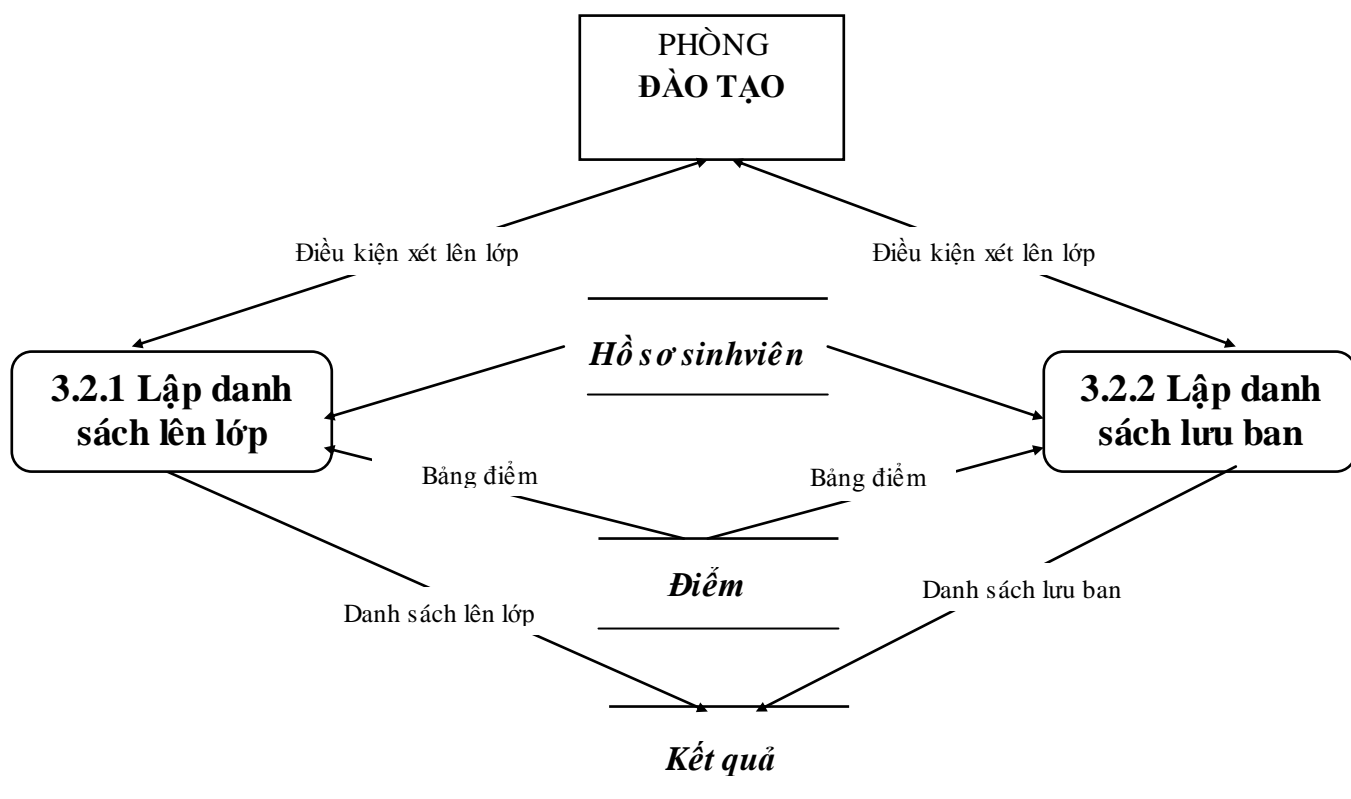 PHÒNG
ĐÀO TẠO
Điều kiện xét lên lớp
Điều kiện xét lên lớp
Hồ sơ sinhviên
3.2.1 Lập danh
sách lên lớp
3.2.2 Lập danh
sách lưu ban
Bảng điểm
Bảng điểm
Điểm
Danh sách lên lớp
Danh sách lưu ban
Kết quả